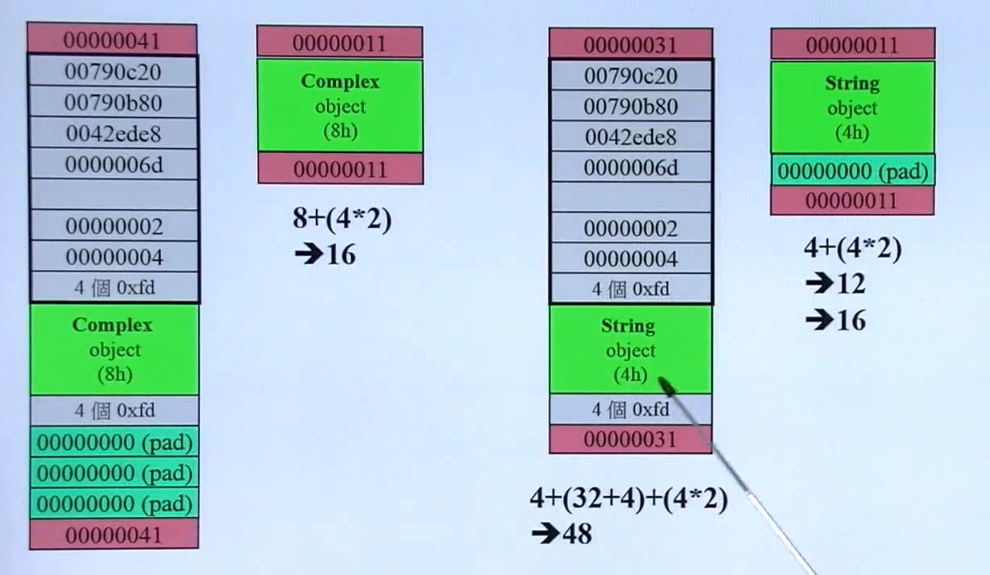 00000041
00790c20
00790b80
0042ede8
0000006d
00000002
00000004
4 個 0xfd
Complex
object
(8h)
4 個 0xfd
00000000 (pad)
00000000 (pad)
00000000 (pad)
00000041
00000011
Complex
object
(8h)
00000011
8+(4*2)
➔16
00000031
00790c20
00790b80
0042ede8
0000006d
00000002
00000004
4 個 0xfd
String
object
(4h)
4 個 0xfd
00000031
4+(32+4)+(4*2)
➔48
00000011
String
object
(4h)
00000000 (pad)
00000011
4+(4*2)
➔12
➔16